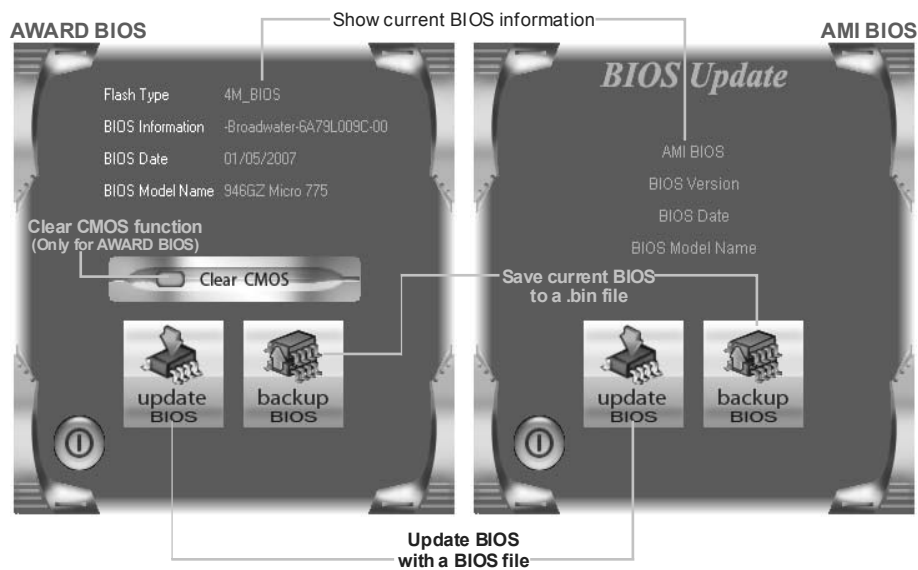 Show current BIOS information
AWARD BIOS
AMI BIOS
BIOS Update
Flash Type 4M_BIOS
BIOS Information -Broadwater-6A79L009C-00
BIOS Date 01/05/2007
BIOS Model Name 946GZ Micro 775
AMI BIOS
BIOS Version
BIOS Date
BIOS Model Name
Clear CMOS function
(Only for AWARD BIOS)
Clear CMOS
Save current BIOS
to a .bin file
update
BIOS
backup
BIOS
update
BIOS
backup
BIOS
Update BIOS
with a BIOS file